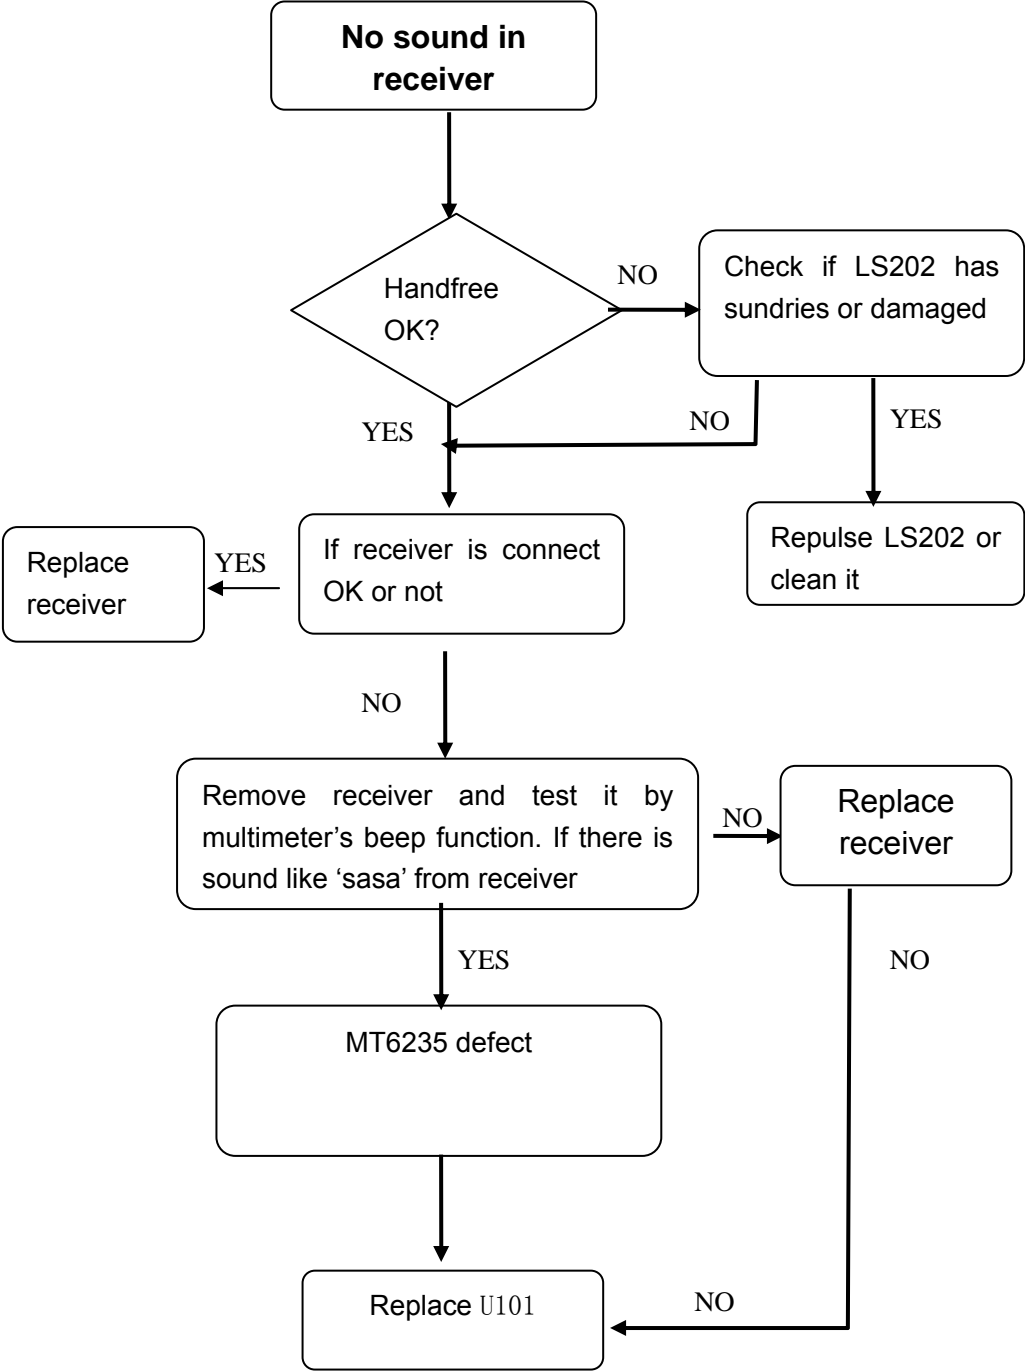 No sound in
receiver
Handfree
OK?
NO
Check if LS202 has
sundries or damaged
YES
NO
YES
Repulse LS202 or
clean it
If receiver is connect
OK or not
YES
Replace
receiver
NO
Remove receiver and test it by
multimeter’s beep function. If there is
sound like ‘sasa’ from receiver
NO
Replace
receiver
YES
NO
MT6235 defect
Replace U101
NO